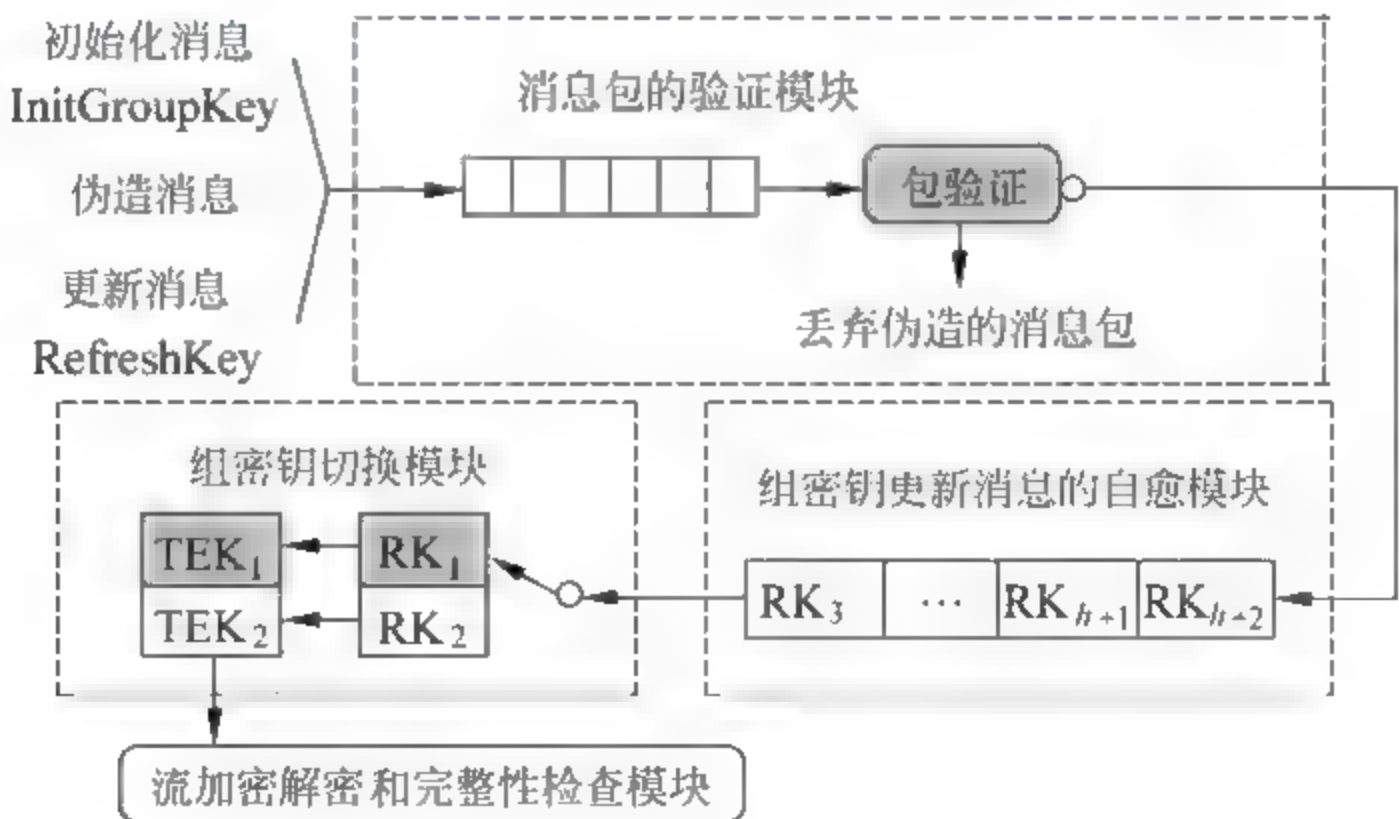 初始化消息
InitGroupKey
伪造消息
更新消息
RefreshKey
消息包的验证模块
包验证
丢弃伪造的消息包
组密钥更新消息的自愈模块
RK3 … RKh+1 RKh+2
组密钥切换模块
TEK1 RK1
TEK2 RK2
流加密解密和完整性检查模块